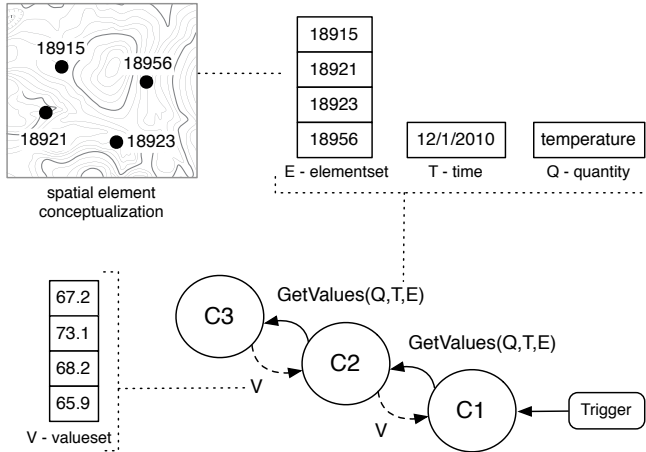 18915
18956
18921
18923
spatial element
conceptualization
18915
18921
18923
18956
E - elementset
12/1/2010
T - time
temperature
Q - quantity
67.2
73.1
68.2
65.9
V - valueset
C3
GetValues(Q,T,E)
C2
GetValues(Q,T,E)
C1
V
V
Trigger